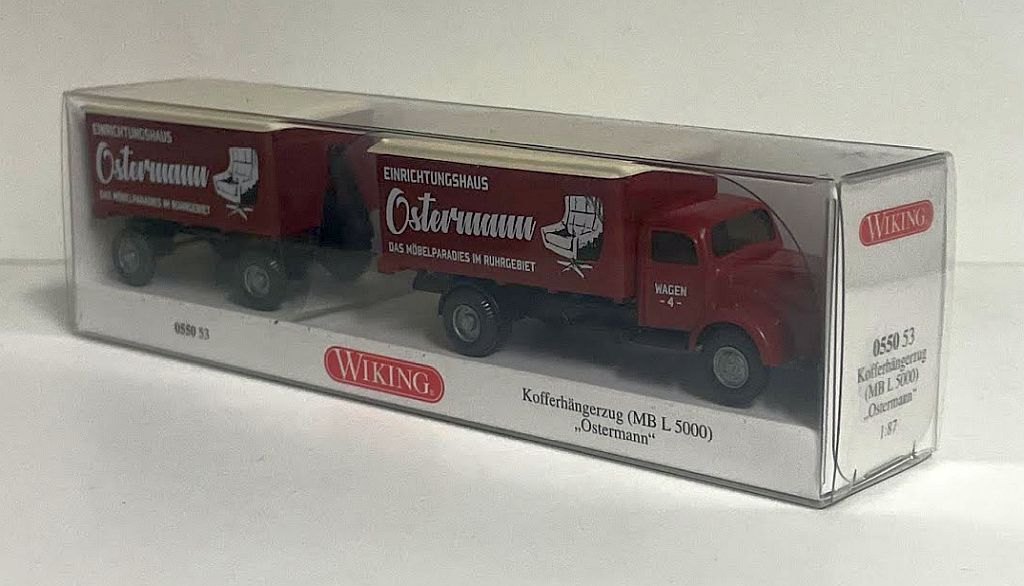 EINRICHTUNGSHAUS
Ostermann
DAS MÖBELPARADIES IM RUHRGEBIET
EINRICHTUNGSHAUS
Ostermann
DAS MÖBELPARADIES IM RUHRGEBIET
WAGEN
-4-
0550 53
WIKING®
Kofferhängerzug (MB L 5000)
„Ostermann“
WIKING
0550 53
Kofferhängerzug
(MB L 5000)
„Ostermann“
1:87